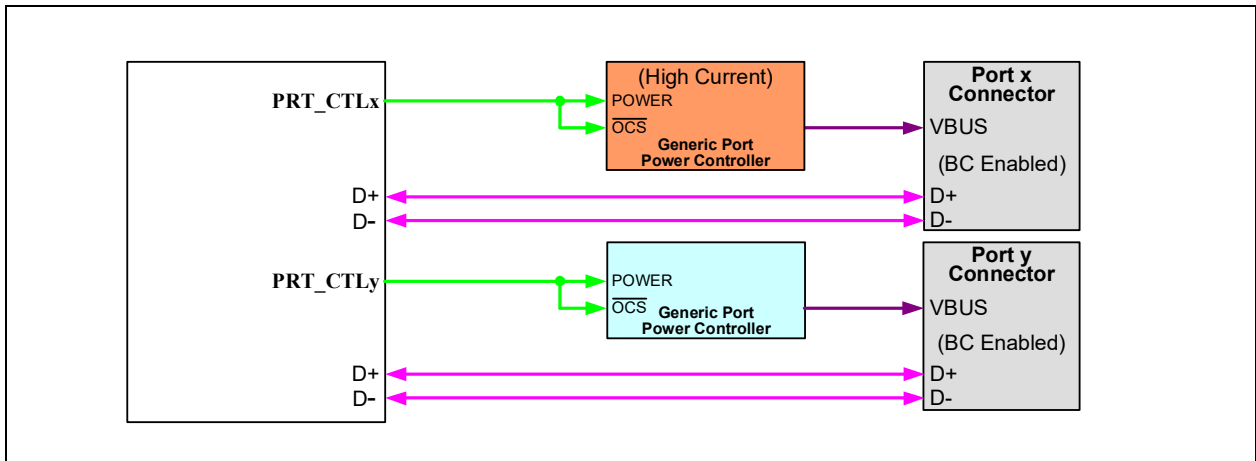 PRT_CTLx
D+
D-
PRT_CTLy
D+
D-
(High Current)
POWER
OCS
Generic Port
Power Controller
POWER
OCS
Generic Port
Power Controller
Port x
Connector
VBUS
(BC Enabled)
D+
D-
Port y
Connector
VBUS
(BC Enabled)
D+
D-